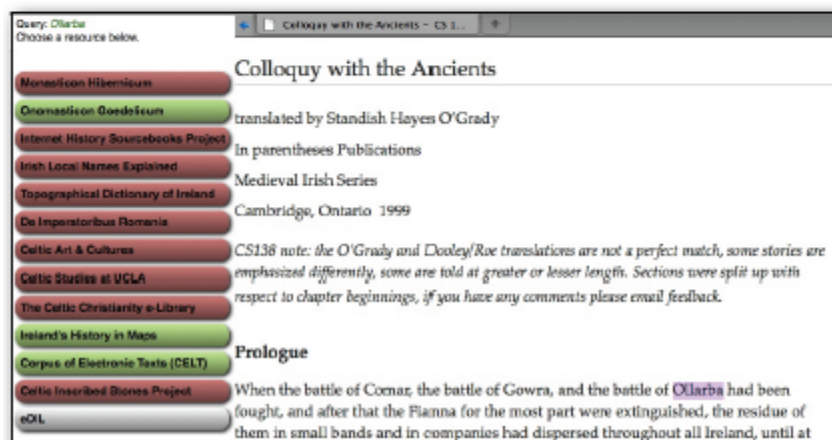 Query: Ollarba
Choose a resource below.
Monasticon Hibernicum
Onomasticon Goedelicum
Internet History Sourcebooks Project
Irish Local Names Explained
Topographical Dictionary of Ireland
De Imperatoribus Romanis
Celtic Art & Cultures
Celtic Studies at UCLA
The Celtic Christianity e-Library
Ireland's History in Maps
Corpus of Electronic Texts (CELT)
Celtic Inscribed Stones Project
eDIL
Colloquy with the Ancients – CS 1...
Colloquy with the Ancients
translated by Standish Hayes O'Grady
In parentheses Publications
Medieval Irish Series
Cambridge, Ontario 1999
CS138 note: the O'Grady and Dooley/Roe translations are not a perfect match, some stories are
emphasized differently, some are told at greater or lesser length. Sections were split up with
respect to chapter beginnings, if you have any comments please email feedback.
Prologue
When the battle of Comar, the battle of Gowra, and the battle of Ollarba had been
fought, and after that the Fianna for the most part were extinguished, the residue of
them in small bands and in companies had dispersed throughout all Ireland, until at